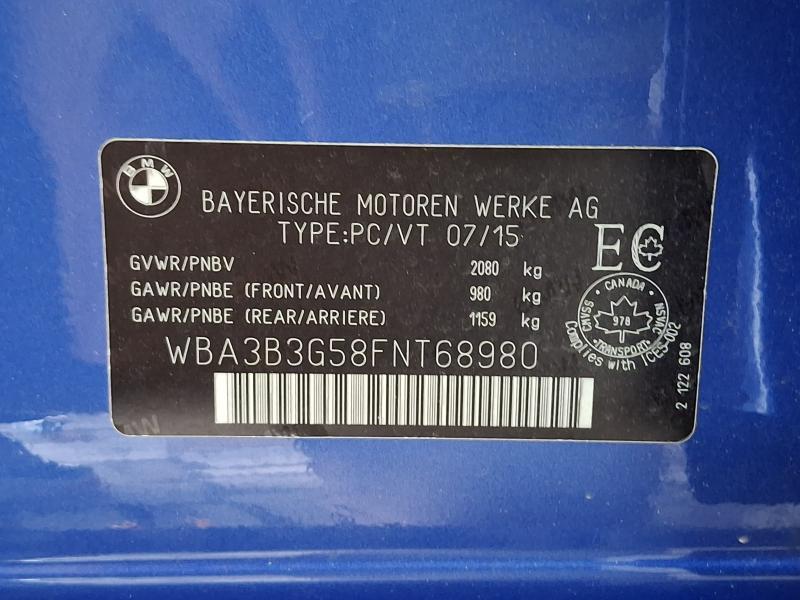 BMW
BAYERISCHE MOTOREN WERKE AG
TYPE:PC/VT 07/15
EC
GVWR/PNBV 2080 kg
GAWR/PNBE (FRONT/AVANT) 980 kg
GAWR/PNBE (REAR/ARRIERE) 1159 kg
· CANADA ·
CMVSS
NSVAC
978
TRANSPORT
Complies with ICES-002
WBA3B3G58FNT68980
2 122 608